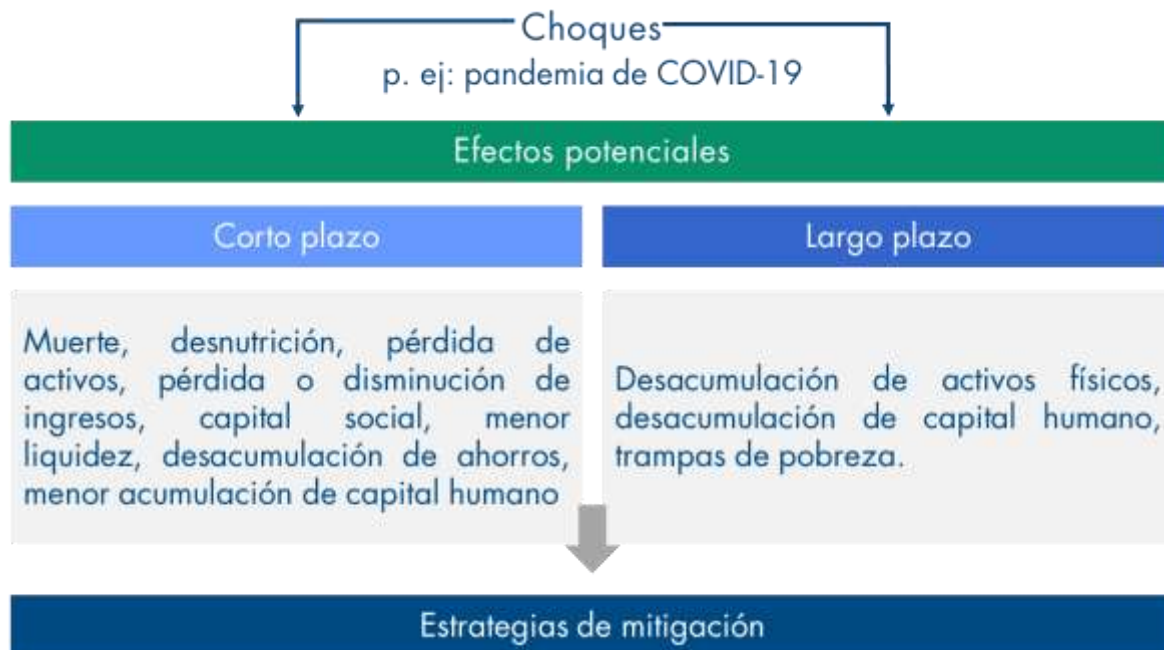 Choques
p. ej: pandemia de COVID-19
Efectos potenciales
Corto plazo
Largo plazo
Muerte, desnutrición, pérdida de
activos, pérdida o disminución de
ingresos, capital social, menor
liquidez, desacumulación de ahorros,
menor acumulación de capital humano
Desacumulación de activos físicos,
desacumulación de capital humano,
trampas de pobreza.
Estrategias de mitigación